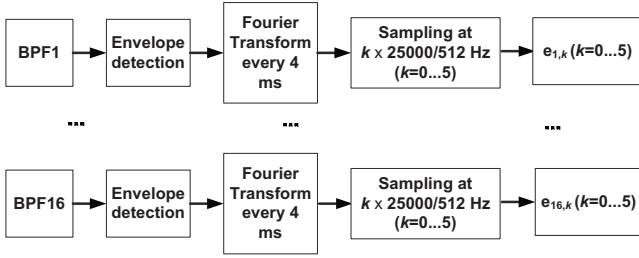 BPF1
Envelope
detection
Fourier
Transform
every 4
ms
Sampling at
k x 25000/512 Hz
(k=0...5)
e1,k (k=0...5)
...
...
...
BPF16
Envelope
detection
Fourier
Transform
every 4
ms
Sampling at
k x 25000/512 Hz
(k=0...5)
e16,k (k=0...5)